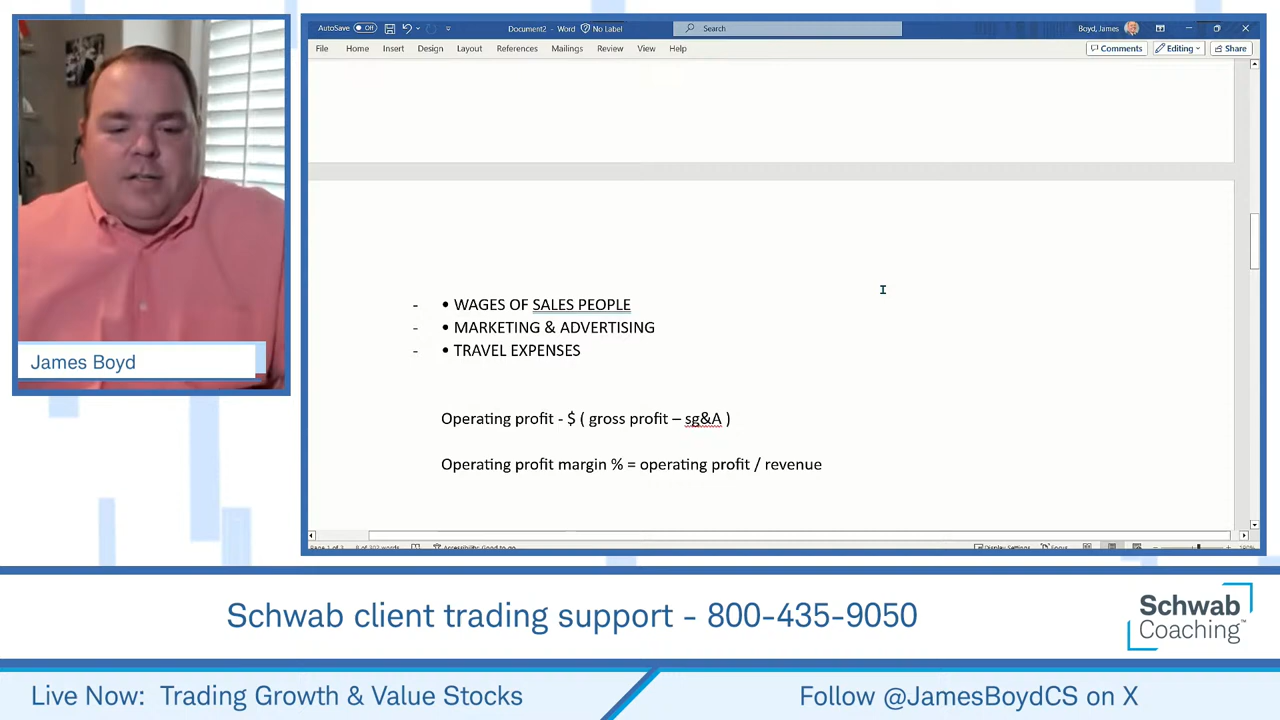 AutoSave Off
Document2 - Word
No Label
Search
Boyd, James
File Home Insert Design Layout References Mailings Review View Help
Comments
Editing
Share
- • WAGES OF SALES PEOPLE
- • MARKETING & ADVERTISING
- • TRAVEL EXPENSES
Operating profit - $ ( gross profit – sg&A )
Operating profit margin % = operating profit / revenue
James Boyd
Schwab client trading support - 800-435-9050
Schwab
Coaching™
Live Now: Trading Growth & Value Stocks
Follow @JamesBoydCS on X